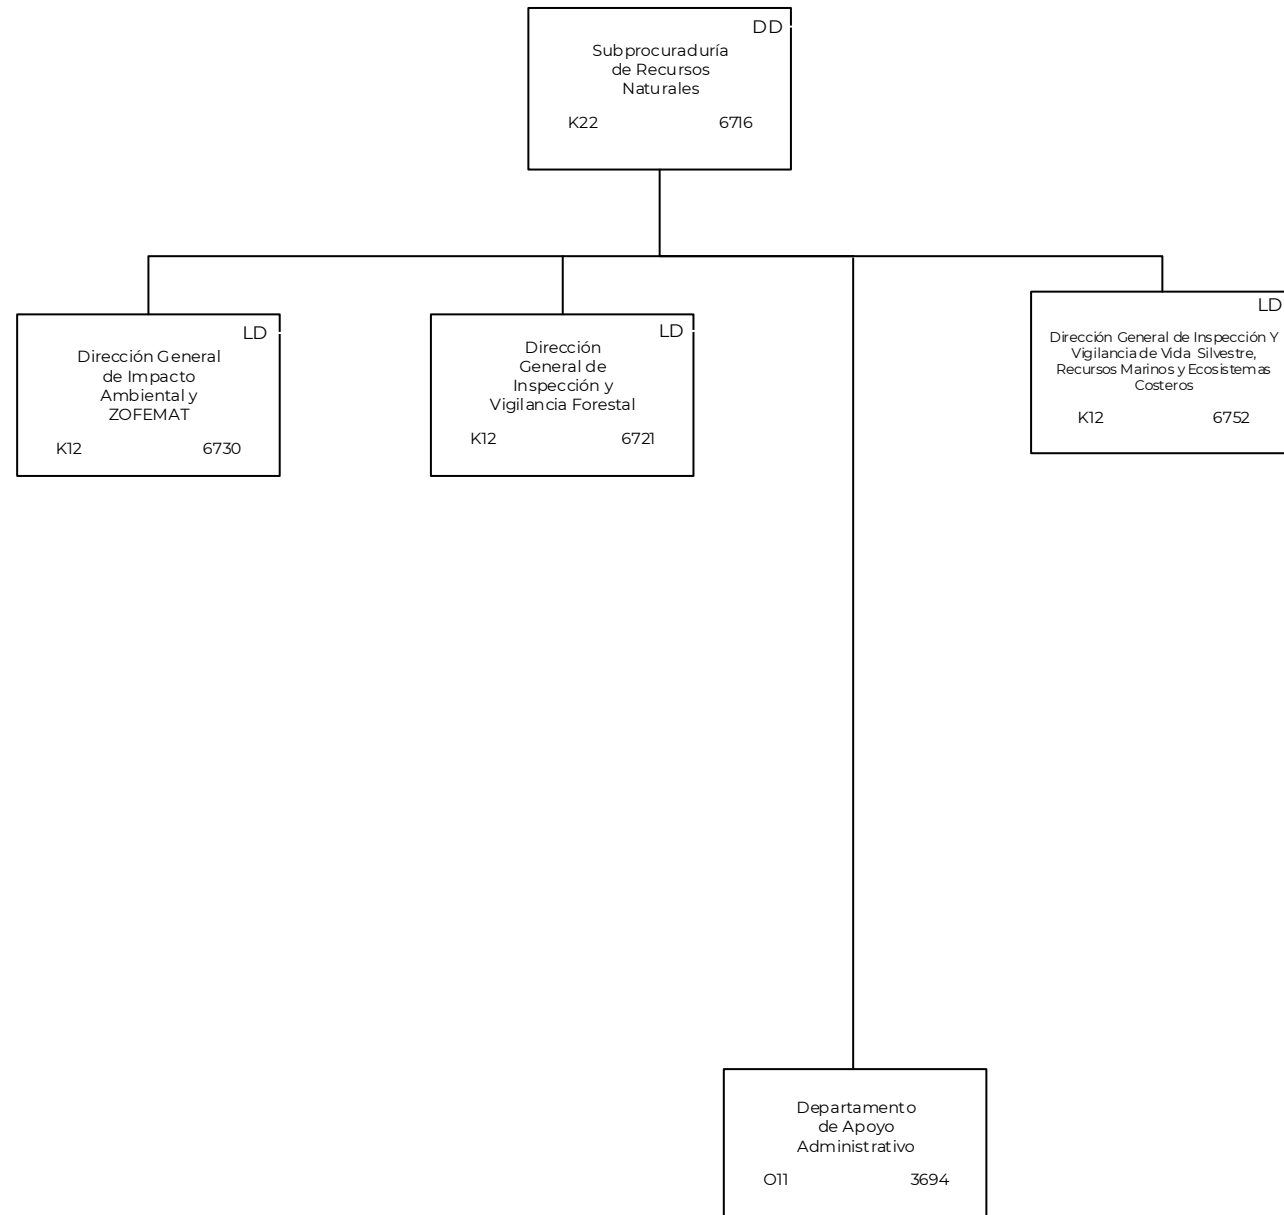 DD
Subprocuraduría
de Recursos
Naturales
K22 6716
LD
Dirección General
de Impacto
Ambiental y
ZOFEMAT
K12 6730
LD
Dirección
General de
Inspección y
Vigilancia Forestal
K12 6721
LD
Dirección General de Inspección Y
Vigilancia de Vida Silvestre,
Recursos Marinos y Ecosistemas
Costeros
K12 6752
Departamento
de Apoyo
Administrativo
O11 3694